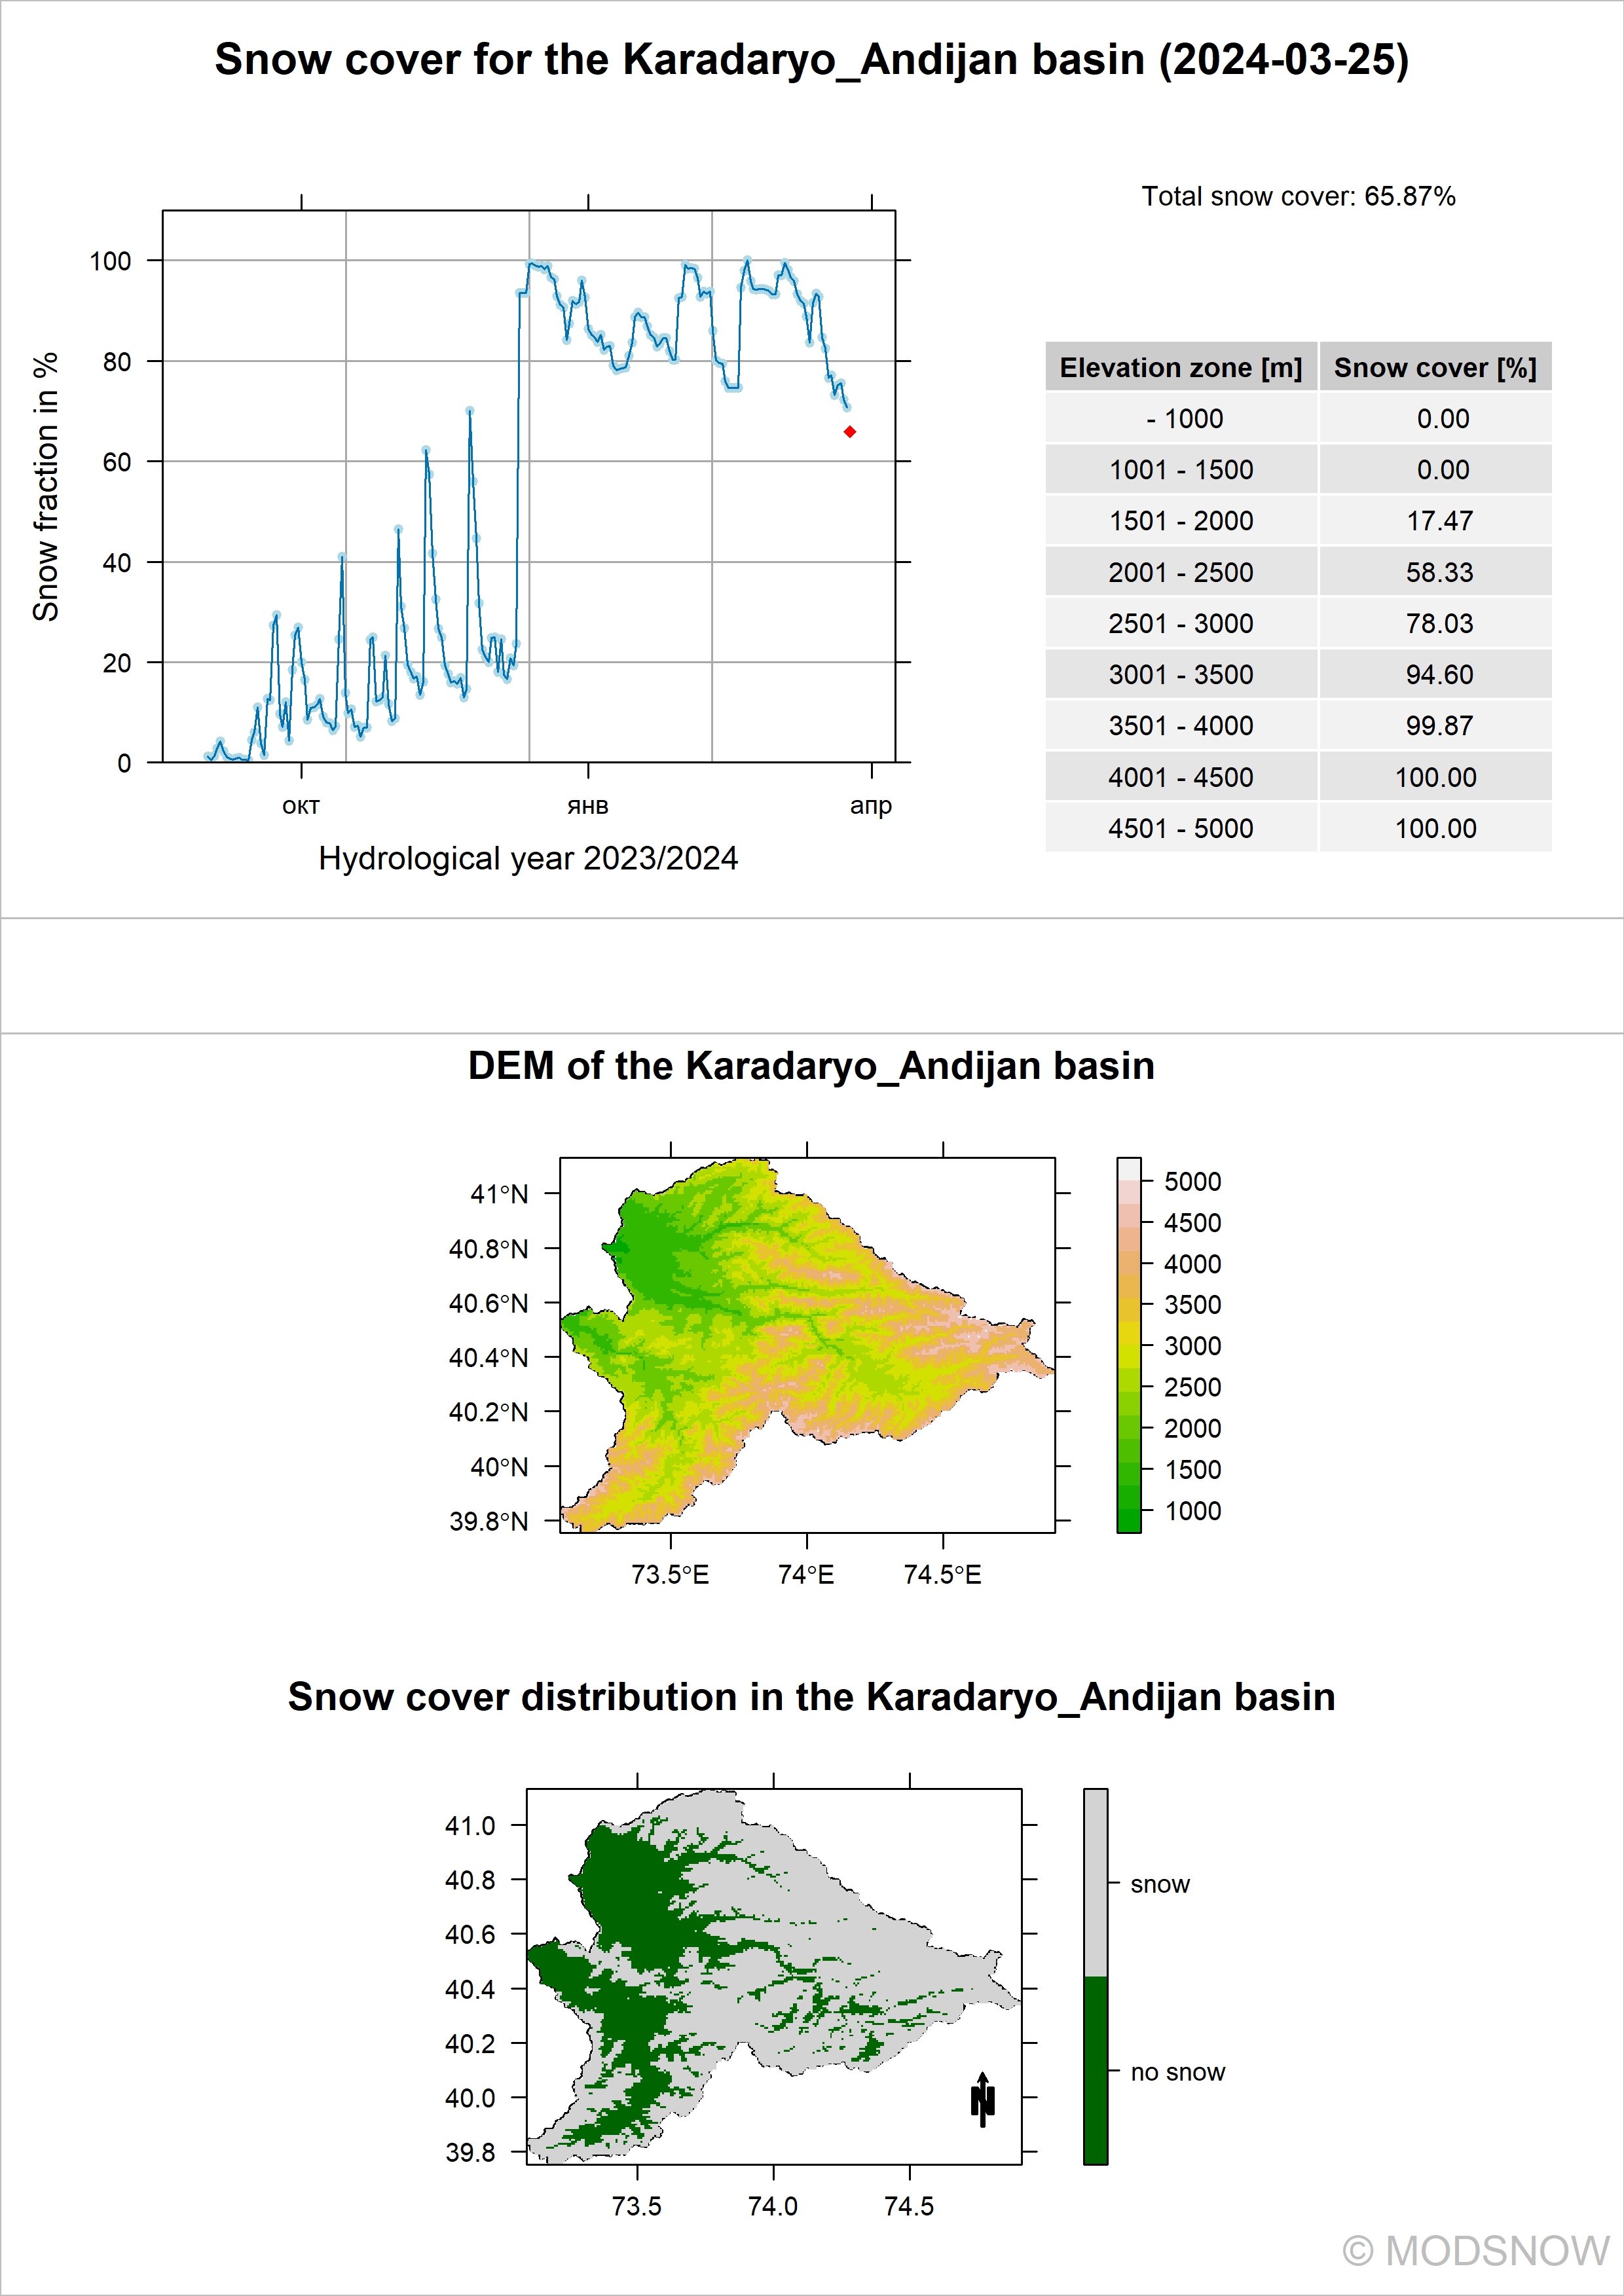 Snow cover for the Karadaryo_Andijan basin (2024-03-25)
Total snow cover: 65.87%
Snow fraction in %
100
80
60
40
20
0
окт янв апр
Hydrological year 2023/2024
Elevation zone [m] Snow cover [%]
- 1000 0.00
1001 - 1500 0.00
1501 - 2000 17.47
2001 - 2500 58.33
2501 - 3000 78.03
3001 - 3500 94.60
3501 - 4000 99.87
4001 - 4500 100.00
4501 - 5000 100.00
DEM of the Karadaryo_Andijan basin
41°N
40.8°N
40.6°N
40.4°N
40.2°N
40°N
39.8°N
73.5°E 74°E 74.5°E
5000
4500
4000
3500
3000
2500
2000
1500
1000
Snow cover distribution in the Karadaryo_Andijan basin
41.0
40.8
40.6
40.4
40.2
40.0
39.8
73.5 74.0 74.5
N
snow
no snow
© MODSNOW